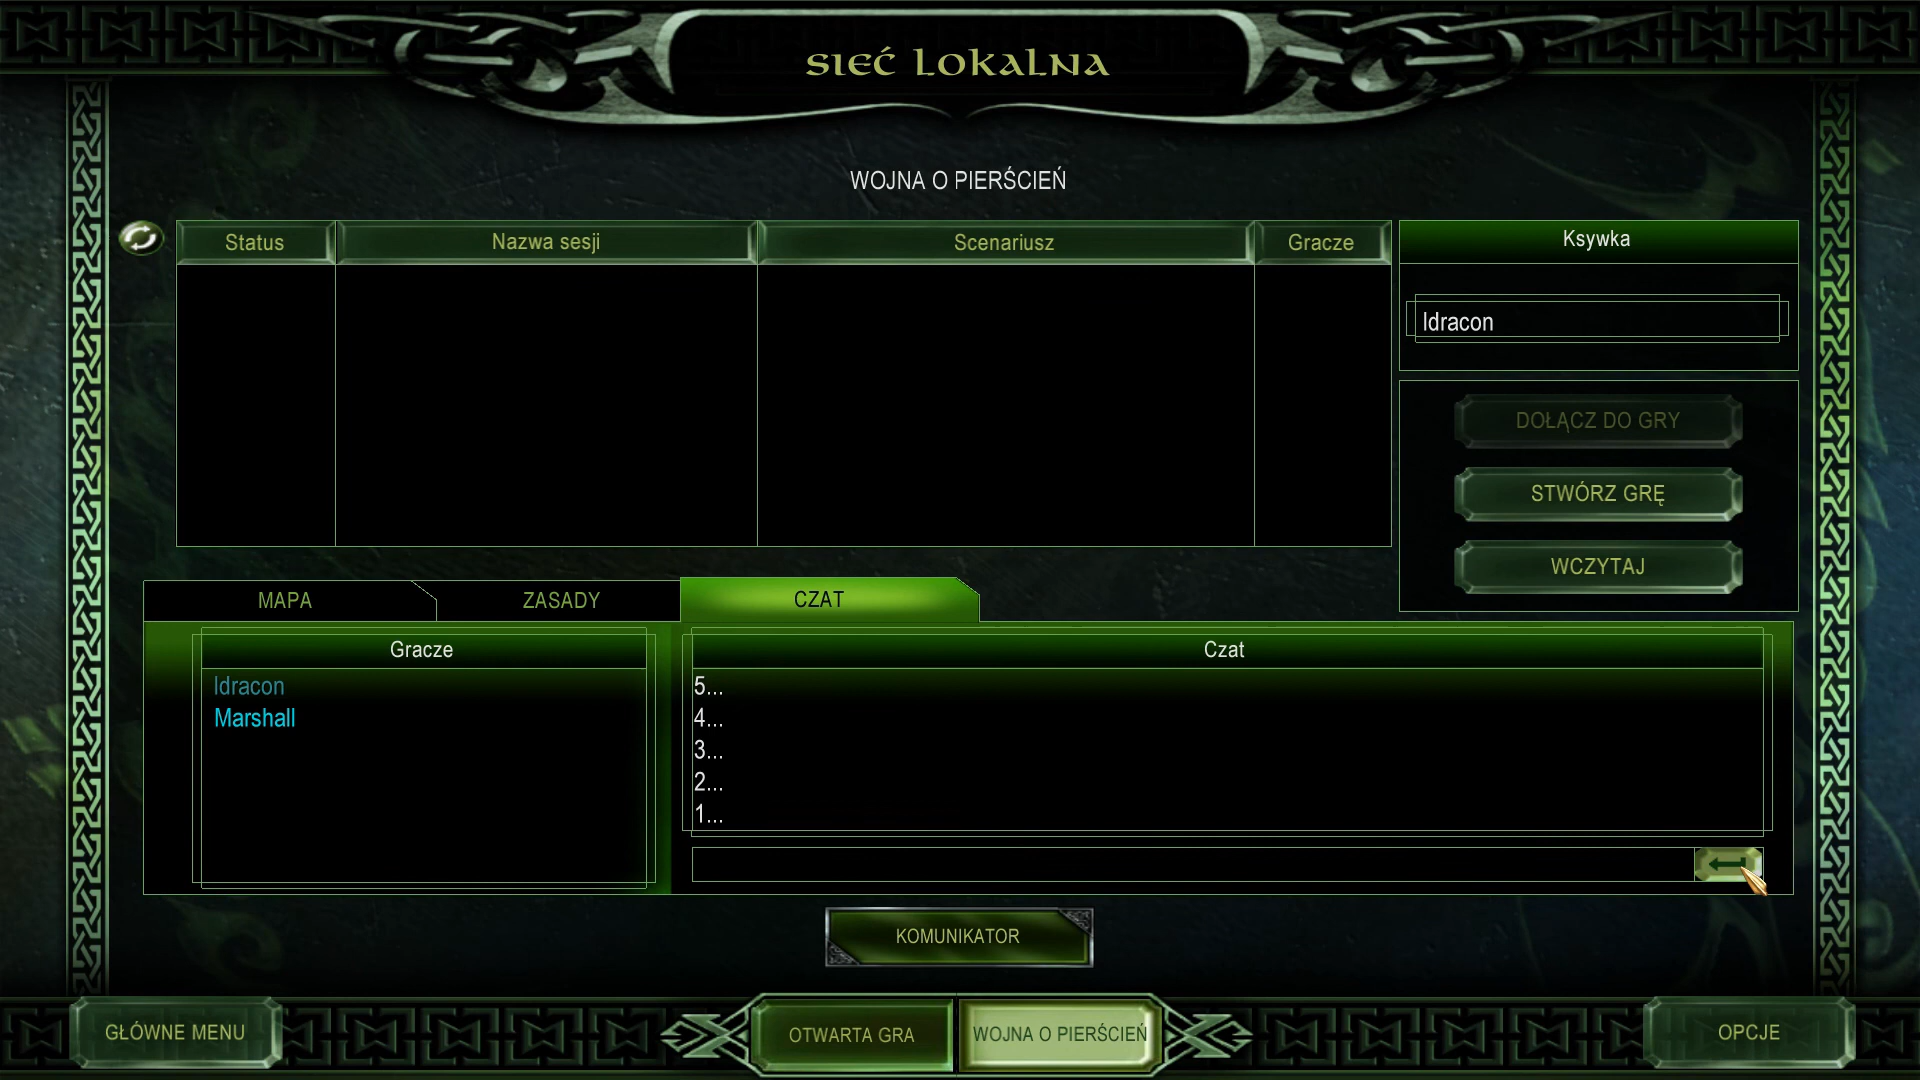 SIEĆ LOKALNA
WOJNA O PIERŚCIEŃ
Status Nazwa sesji Scenariusz Gracze
Ksywka
Idracon
DOŁĄCZ DO GRY
STWÓRZ GRĘ
WCZYTAJ
MAPA ZASADY CZAT
Gracze
Idracon
Marshall
Czat
5...
4...
3...
2...
1...
KOMUNIKATOR
GŁÓWNE MENU OTWARTA GRA WOJNA O PIERŚCIEŃ OPCJE